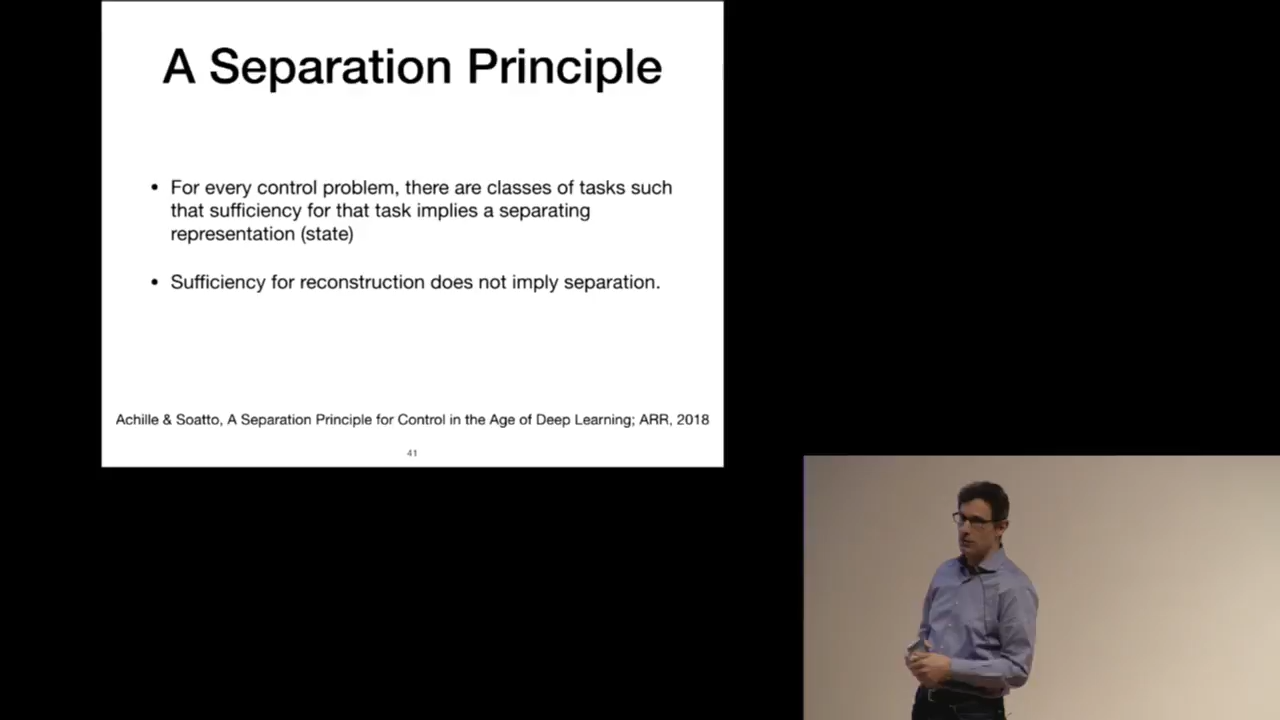 A Separation Principle
• For every control problem, there are classes of tasks such
that sufficiency for that task implies a separating
representation (state)
• Sufficiency for reconstruction does not imply separation.
Achille & Soatto, A Separation Principle for Control in the Age of Deep Learning; ARR, 2018
41